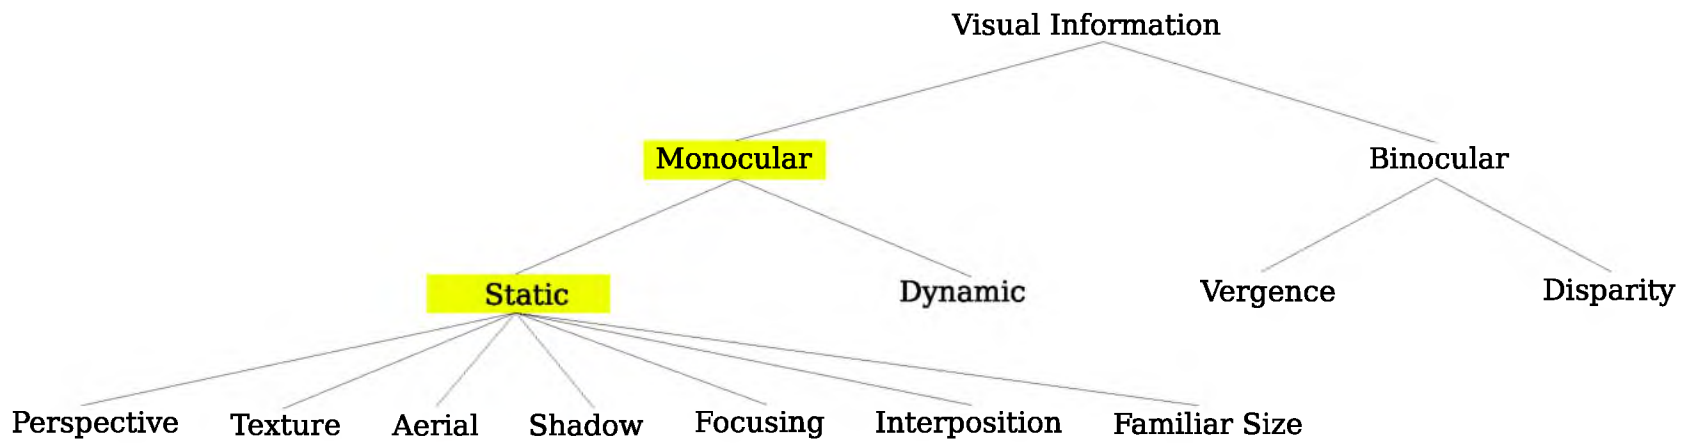 Visual Information
Monocular
Binocular
Static
Dynamic
Vergence
Disparity
Perspective
Texture
Aerial
Shadow
Focusing
Interposition
Familiar Size